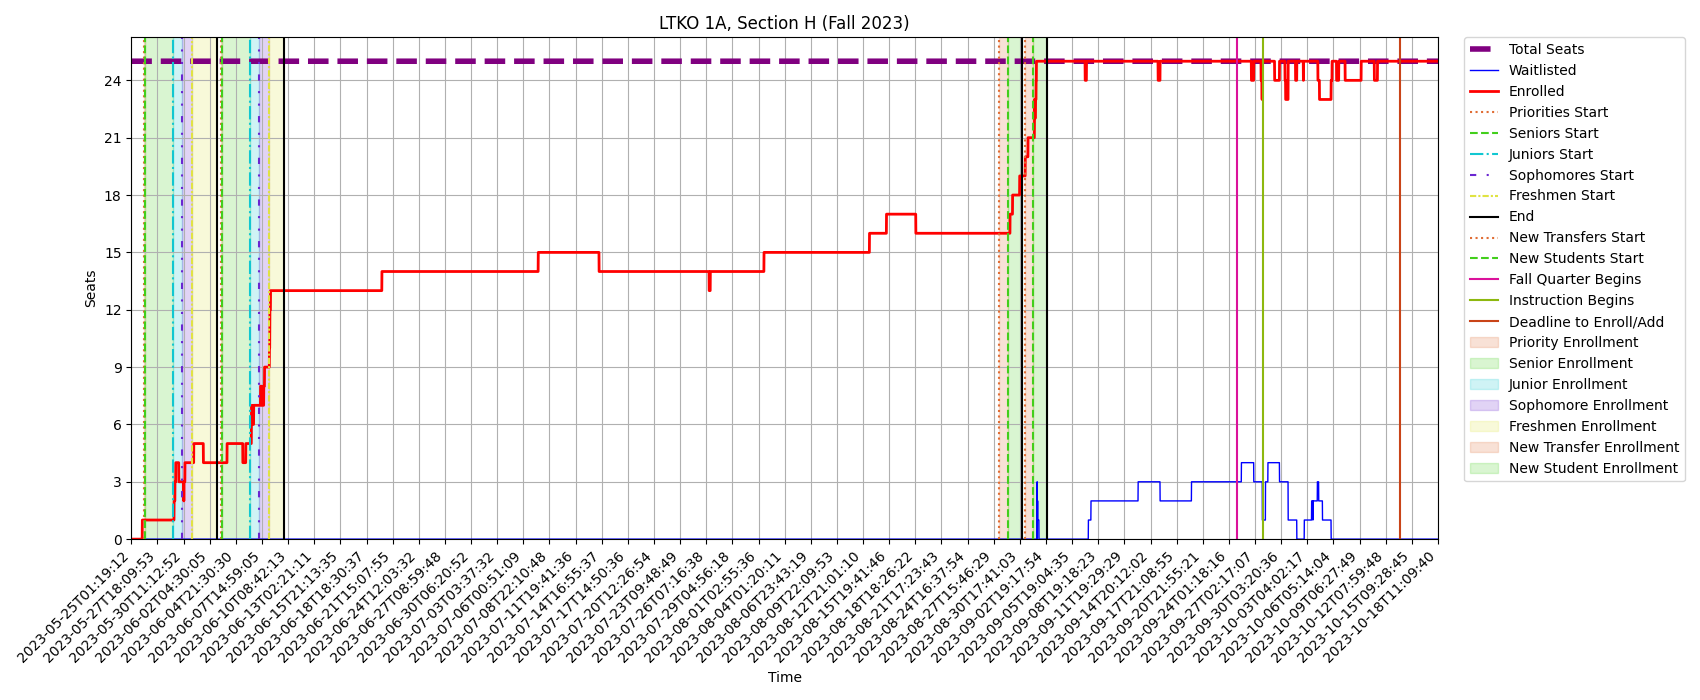 LTKO 1A, Section H (Fall 2023)
Seats
24
21
18
15
12
9
6
3
0
2023-05-25T01:19:12
2023-05-27T18:09:53
2023-05-30T11:12:52
2023-06-02T04:30:05
2023-06-04T21:30:30
2023-06-07T14:59:05
2023-06-10T08:42:13
2023-06-13T02:21:11
2023-06-15T21:13:35
2023-06-18T18:30:37
2023-06-21T15:07:55
2023-06-24T12:03:32
2023-06-27T08:59:48
2023-06-30T06:20:52
2023-07-03T03:37:32
2023-07-06T00:51:09
2023-07-08T22:10:48
2023-07-11T19:41:36
2023-07-14T16:55:37
2023-07-17T14:50:36
2023-07-20T12:26:54
2023-07-23T09:48:49
2023-07-26T07:16:38
2023-07-29T04:56:18
2023-08-01T02:55:36
2023-08-04T01:20:11
2023-08-06T23:43:19
2023-08-09T22:09:53
2023-08-12T21:01:10
2023-08-15T19:41:46
2023-08-18T18:26:22
2023-08-21T17:23:43
2023-08-24T16:37:54
2023-08-27T15:46:29
2023-08-30T17:41:03
2023-09-02T19:17:54
2023-09-05T19:04:35
2023-09-08T19:18:23
2023-09-11T19:29:29
2023-09-14T20:12:02
2023-09-17T21:08:55
2023-09-20T21:55:21
2023-09-24T01:18:16
2023-09-27T02:17:07
2023-09-30T03:20:36
2023-10-03T04:02:17
2023-10-06T05:14:04
2023-10-09T06:27:49
2023-10-12T07:59:48
2023-10-15T09:28:45
2023-10-18T11:09:40
Time
Total Seats
Waitlisted
Enrolled
Priorities Start
Seniors Start
Juniors Start
Sophomores Start
Freshmen Start
End
New Transfers Start
New Students Start
Fall Quarter Begins
Instruction Begins
Deadline to Enroll/Add
Priority Enrollment
Senior Enrollment
Junior Enrollment
Sophomore Enrollment
Freshmen Enrollment
New Transfer Enrollment
New Student Enrollment